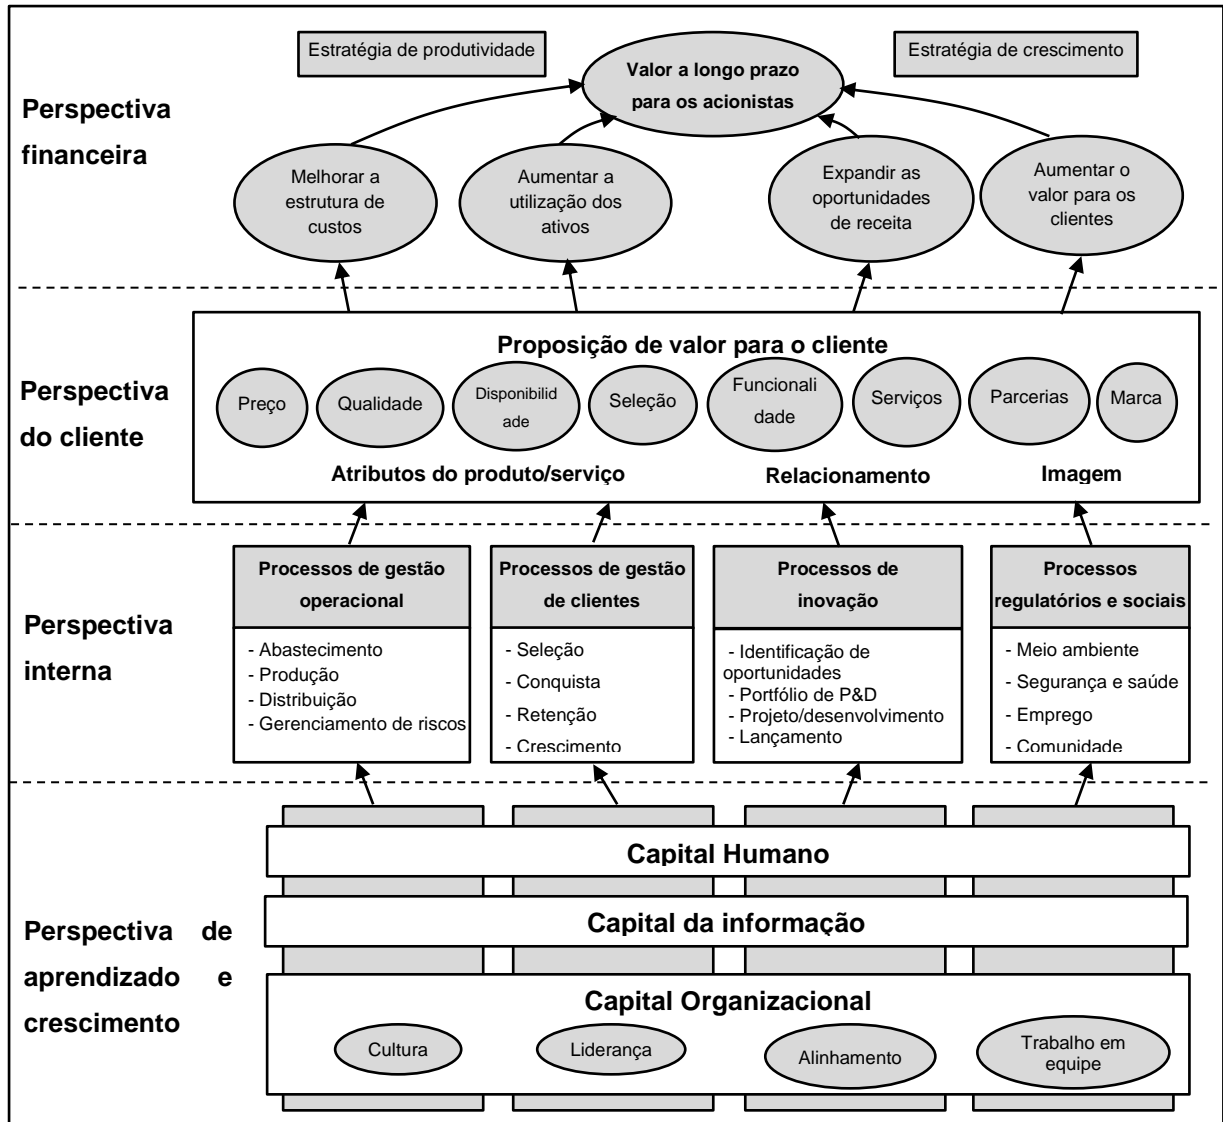 Estratégia de produtividade
Estratégia de crescimento
Valor a longo prazo
para os acionistas
Perspectiva
financeira
Melhorar a
estrutura de
custos
Aumentar a
utilização dos
ativos
Expandir as
oportunidades
de receita
Aumentar o
valor para os
clientes
Perspectiva
do cliente
Proposição de valor para o cliente
Preço
Qualidade
Disponibilid
ade
Seleção
Funcionali
dade
Serviços
Parcerias
Marca
Atributos do produto/serviço
Relacionamento
Imagem
Perspectiva
interna
Processos de gestão
operacional
- Abastecimento
- Produção
- Distribuição
- Gerenciamento de riscos
Processos de gestão
de clientes
- Seleção
- Conquista
- Retenção
- Crescimento
Processos de
inovação
- Identificação de
oportunidades
- Portfólio de P&D
- Projeto/desenvolvimento
- Lançamento
Processos
regulatórios e sociais
- Meio ambiente
- Segurança e saúde
- Emprego
- Comunidade
Perspectiva de
aprendizado e
crescimento
Capital Humano
Capital da informação
Capital Organizacional
Cultura
Liderança
Alinhamento
Trabalho em
equipe